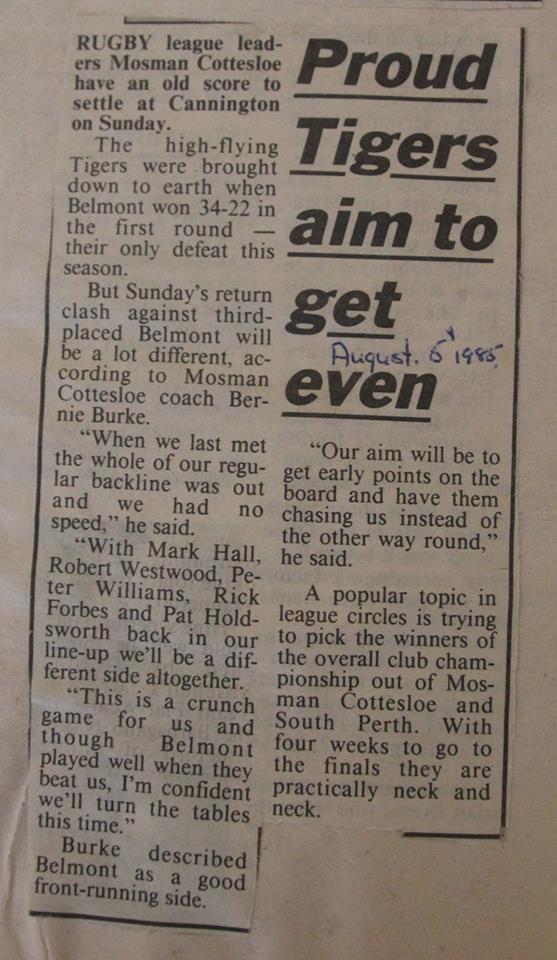 Proud
Tigers
aim to
get
August. 5 1985.
even
RUGBY league lead-
ers Mosman Cottesloe
have an old score to
settle at Cannington
on Sunday.
The high-flying
Tigers were brought
down to earth when
Belmont won 34-22 in
the first round —
their only defeat this
season.
But Sunday's return
clash against third-
placed Belmont will
be a lot different, ac-
cording to Mosman
Cottesloe coach Ber-
nie Burke.
"When we last met
the whole of our regu-
lar backline was out
and we had no
speed," he said.
"With Mark Hall,
Robert Westwood, Pe-
ter Williams, Rick
Forbes and Pat Hold-
sworth back in our
line-up we'll be a dif-
ferent side altogether.
"This is a crunch
game for us and
though Belmont
played well when they
beat us, I'm confident
we'll turn the tables
this time."
Burke described
Belmont as a good
front-running side.
"Our aim will be to
get early points on the
board and have them
chasing us instead of
the other way round,"
he said.
A popular topic in
league circles is trying
to pick the winners of
the overall club cham-
pionship out of Mos-
man Cottesloe and
South Perth. With
four weeks to go to
the finals they are
practically neck and
neck.